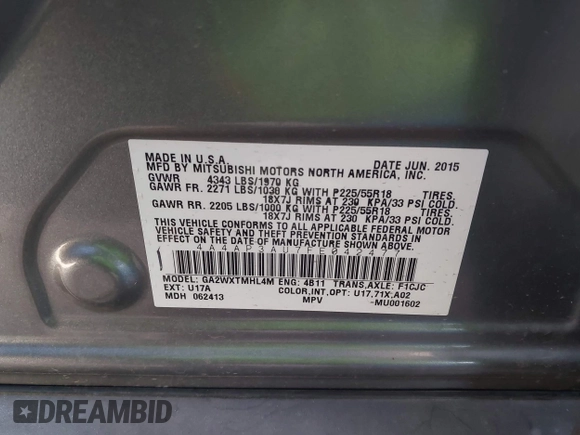 MADE IN U.S.A. DATE JUN. 2015
MFD BY MITSUBISHI MOTORS NORTH AMERICA, INC.
GVWR 4343 LBS/1970 KG
GAWR FR. 2271 LBS/1030 KG WITH P225/55R18 TIRES,
18X7J RIMS AT 230 KPA/33 PSI COLD.
GAWR RR. 2205 LBS/1000 KG WITH P225/55R18 TIRES,
18X7J RIMS AT 230 KPA/33 PSI COLD.
THIS VEHICLE CONFORMS TO ALL APPLICABLE FEDERAL MOTOR
VEHICLE SAFETY AND THEFT PREVENTION STANDARDS IN
EFFECT ON THE DATE OF MANUFACTURE SHOWN ABOVE.
4A4AP3AU7FE042477
MODEL: GA2WXTMHL4M ENG: 4B11 TRANS,AXLE: F1CJC
EXT: U17A COLOR,INT,OPT: U17,71X,A02
MDH 062413 MPV -MU001602
DREAMBID